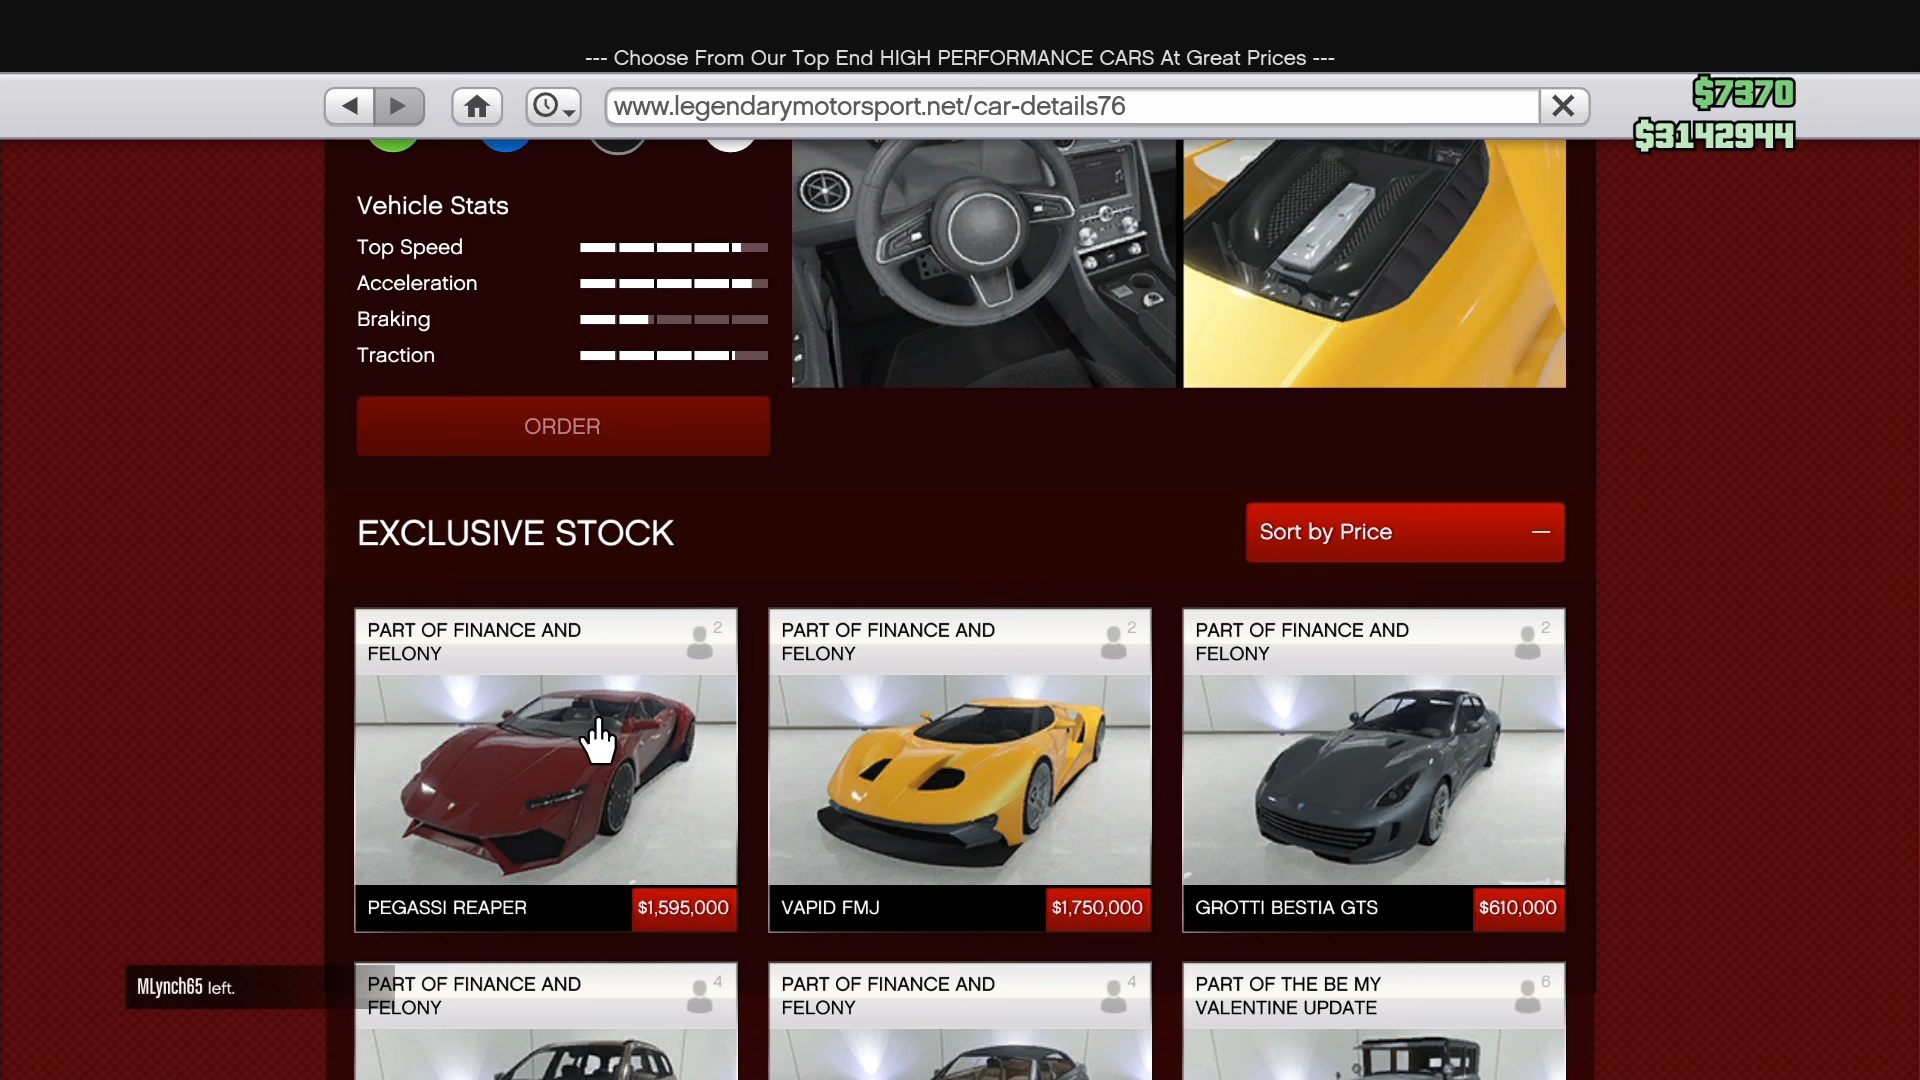 --- Choose From Our Top End HIGH PERFORMANCE CARS At Great Prices ---
www.legendarymotorsport.net/car-details76
$7370
$3142944
Vehicle Stats
Top Speed
Acceleration
Braking
Traction
ORDER
EXCLUSIVE STOCK
Sort by Price
PART OF FINANCE AND
FELONY
2
PEGASSI REAPER
$1,595,000
PART OF FINANCE AND
FELONY
2
VAPID FMJ
$1,750,000
PART OF FINANCE AND
FELONY
2
GROTTI BESTIA GTS
$610,000
MLynch65 left.
PART OF FINANCE AND
FELONY
4
PART OF FINANCE AND
FELONY
4
PART OF THE BE MY
VALENTINE UPDATE
6